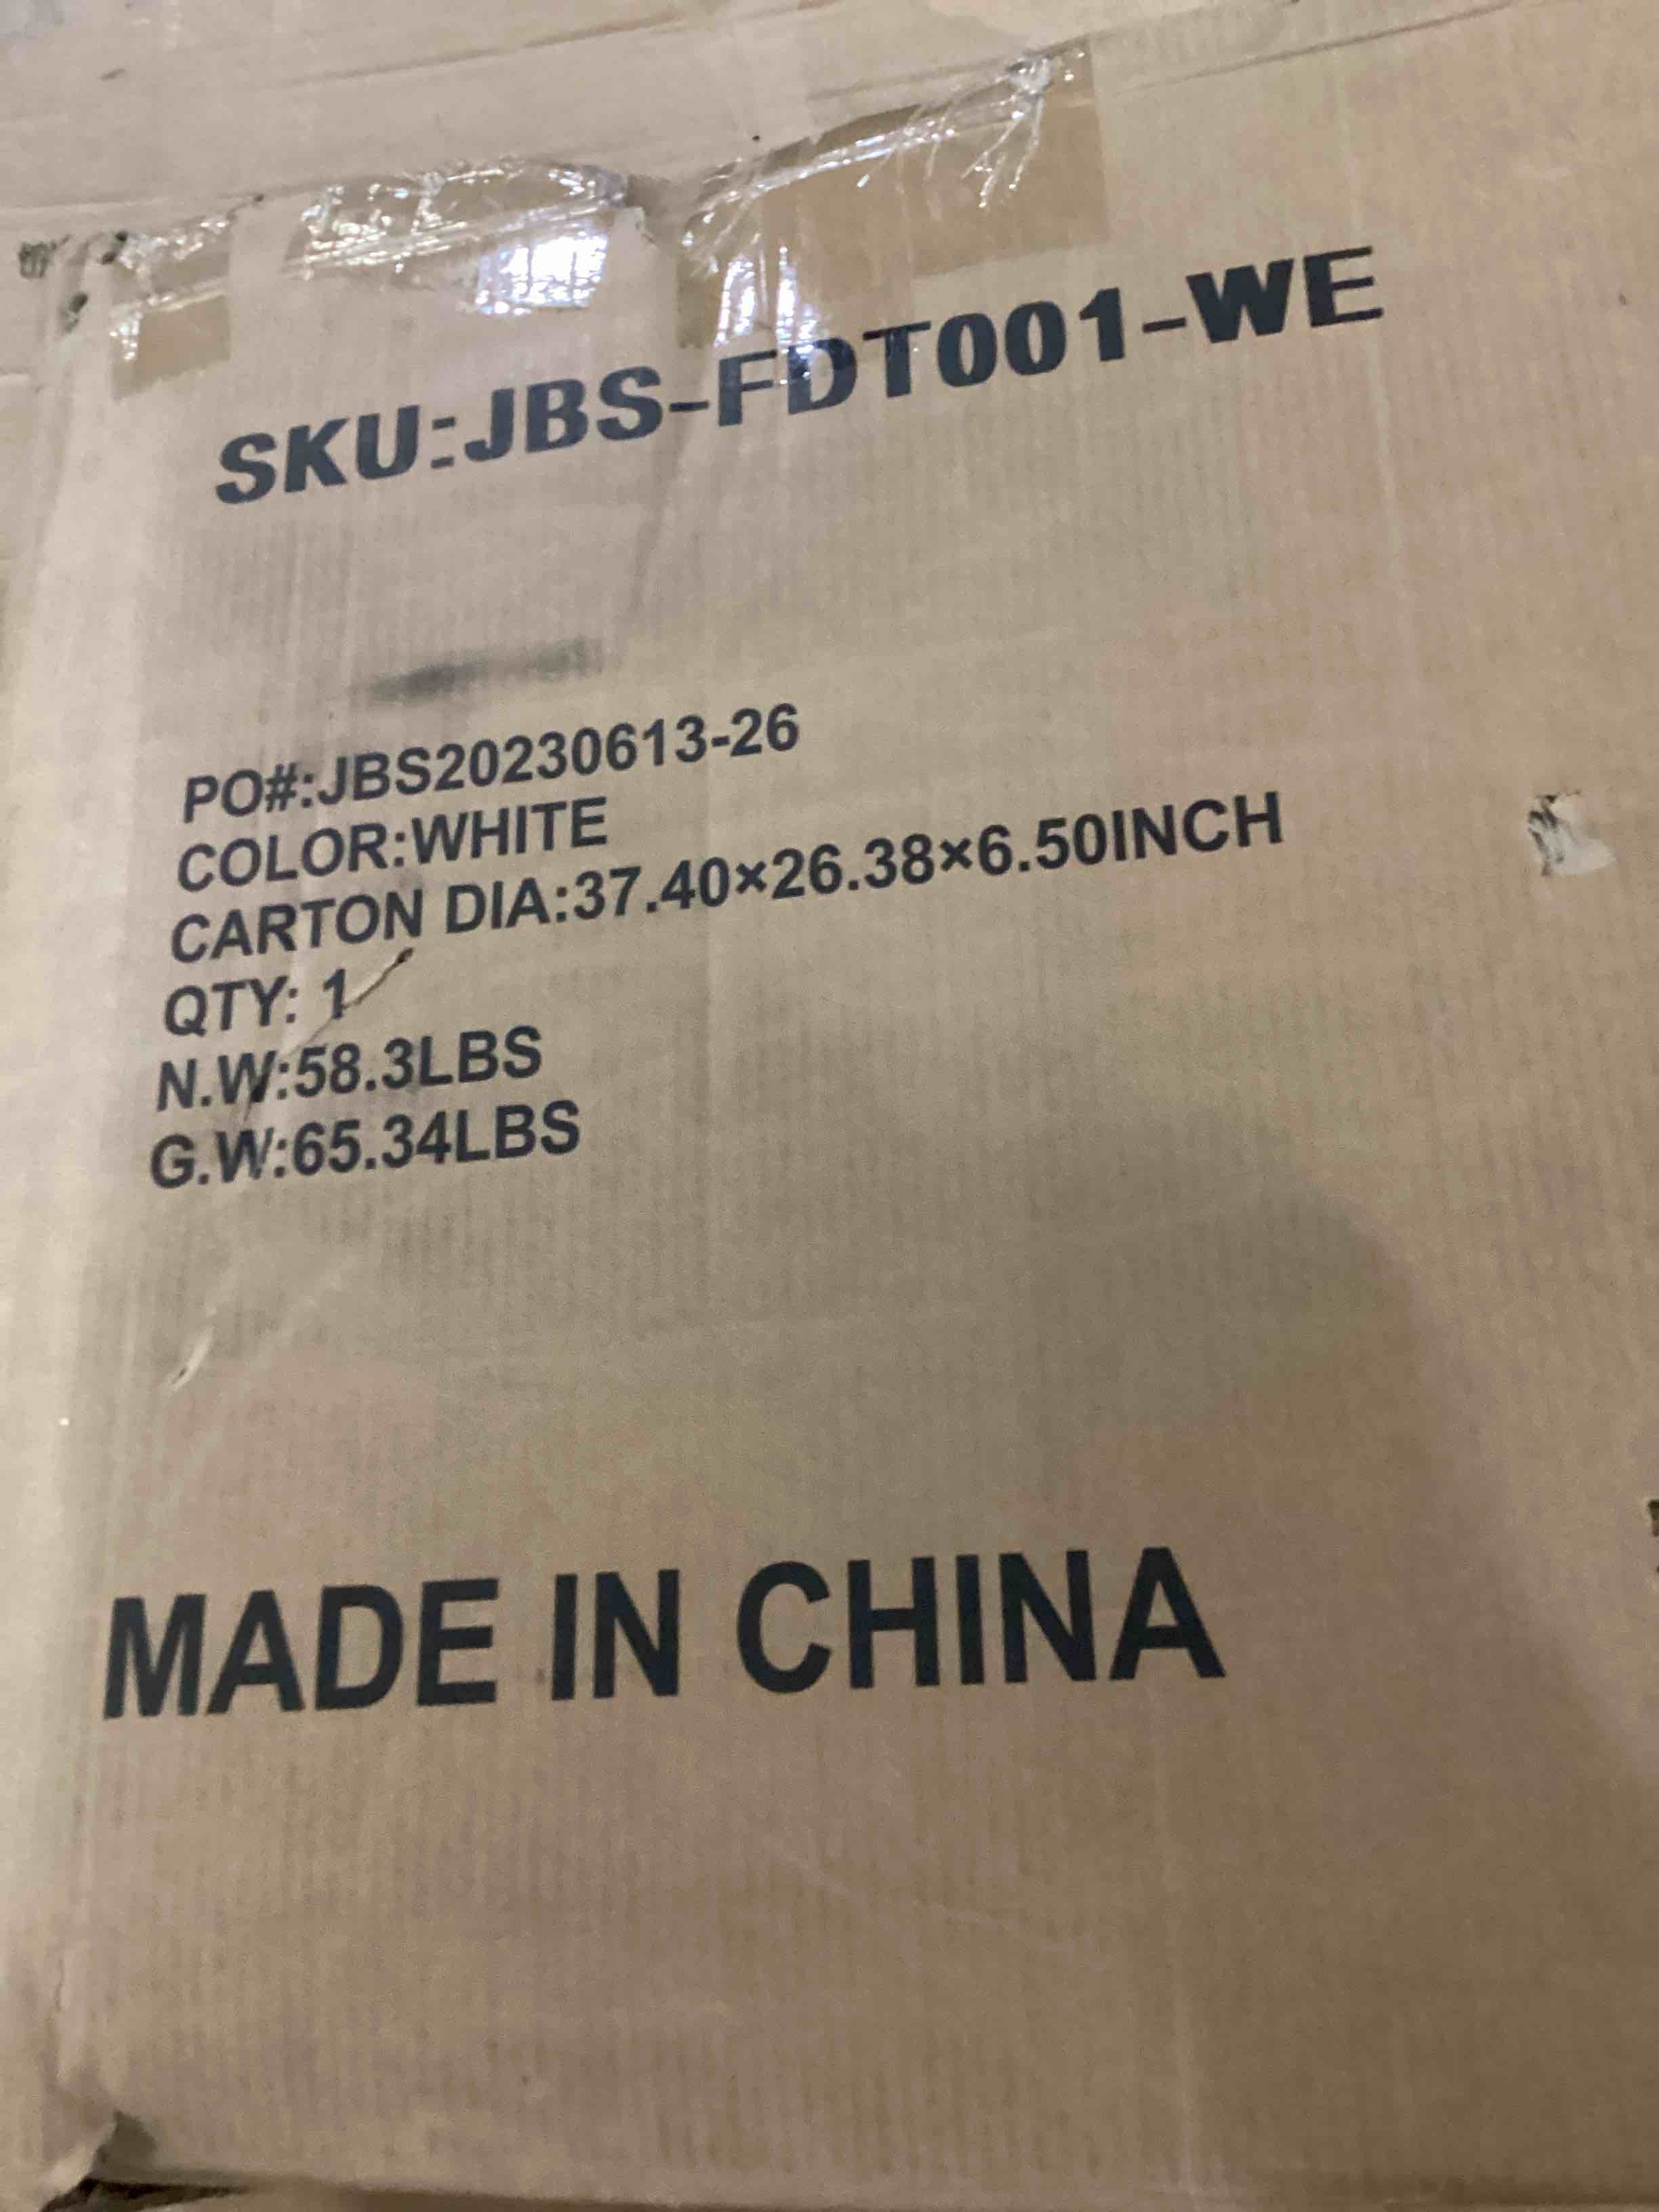 SKU:JBS-FDT001-WE
PO#:JBS20230613-26
COLOR:WHITE
CARTON DIA:37.40×26.38×6.50INCH
QTY: 1
N.W:58.3LBS
G.W:65.34LBS
MADE IN CHINA